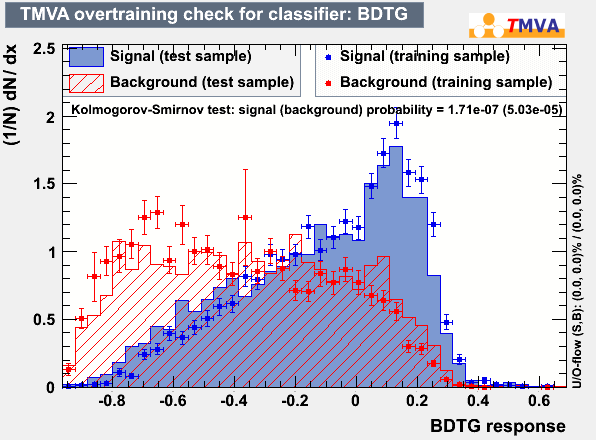 TMVA overtraining check for classifier: BDTG
TMVA
(1/N) dN / dx
2.5
2
1.5
1
0.5
0
Signal (test sample)
Signal (training sample)
Background (test sample)
Background (training sample)
Kolmogorov-Smirnov test: signal (background) probability = 1.71e-07 (5.03e-05)
-0.8
-0.6
-0.4
-0.2
0
0.2
0.4
0.6
BDTG response
U/O-flow (S,B): (0.0, 0.0)% / (0.0, 0.0)%